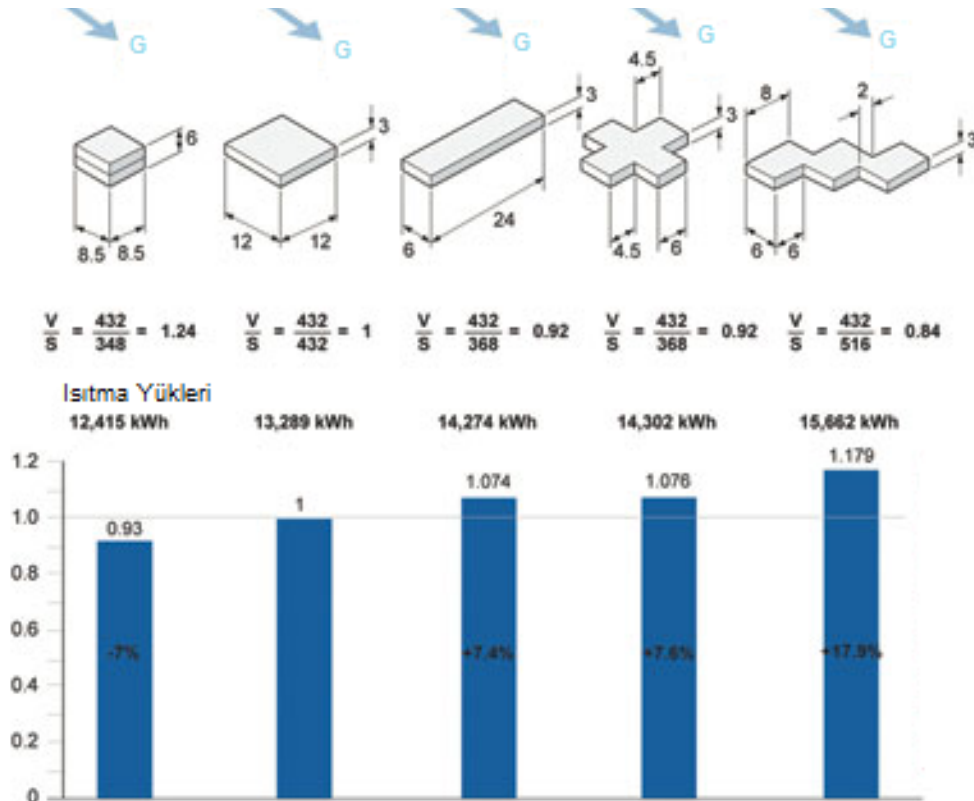 G G G G G
4.5
6 3 3 3 8 2 3
8.5 8.5 12 12 6 24 4.5 6 6 6
V/S = 432/348 = 1.24
V/S = 432/432 = 1
V/S = 432/368 = 0.92
V/S = 432/368 = 0.92
V/S = 432/516 = 0.84
Isıtma Yükleri
12,415 kWh 13,289 kWh 14,274 kWh 14,302 kWh 15,662 kWh
1.2
1.0
0.8
0.6
0.4
0.2
0
0.93 1 1.074 1.076 1.179
-7% +7.4% +7.6% +17.9%